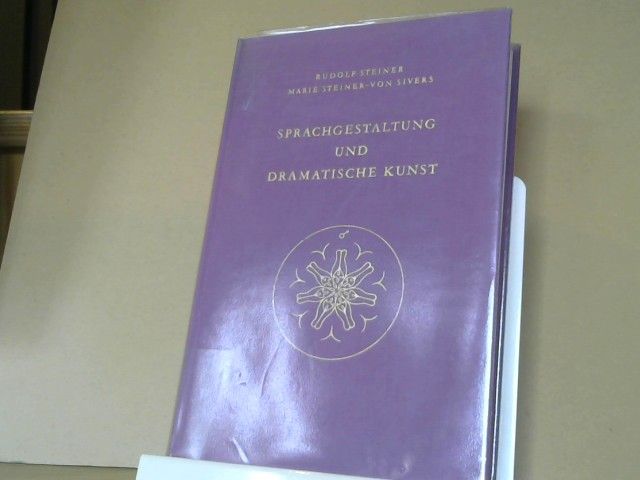 RUDOLF STEINER
MARIE STEINER-VON SIVERS
SPRACHGESTALTUNG
UND
DRAMATISCHE KUNST